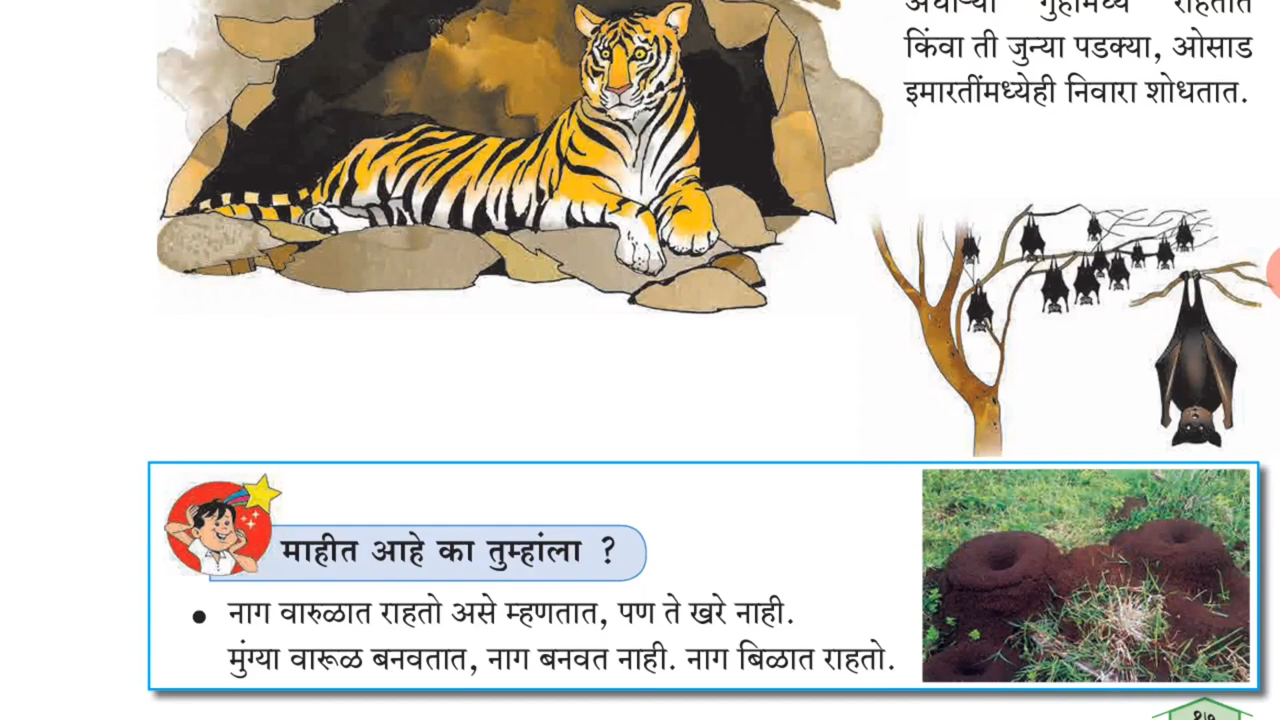 किंवा ती जुन्या पडक्या, ओसाड
इमारतींमध्येही निवारा शोधतात.
माहीत आहे का तुम्हांला ?
• नाग वारुळात राहतो असे म्हणतात, पण ते खरे नाही.
मुंग्या वारूळ बनवतात, नाग बनवत नाही. नाग बिळात राहतो.